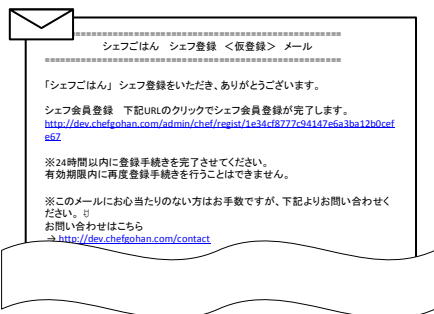 ========================================================
シェフごはん　シェフ登録　＜仮登録＞　メール
========================================================
「シェフごはん」 シェフ登録をいただき、ありがとうございます。
シェフ会員登録　下記URLのクリックでシェフ会員登録が完了します。
http://dev.chefgohan.com/admin/chef/regist/1e34cf8777c94147e6a3ba12b0cef
e67
※24時間以内に登録手続きを完了させてください。
有効期限内に再度登録手続きを行うことはできません。
※このメールにお心当たりのない方はお手数ですが、下記よりお問い合わせく
ださい。
お問い合わせはこちら
→ http://dev.chefgohan.com/contact